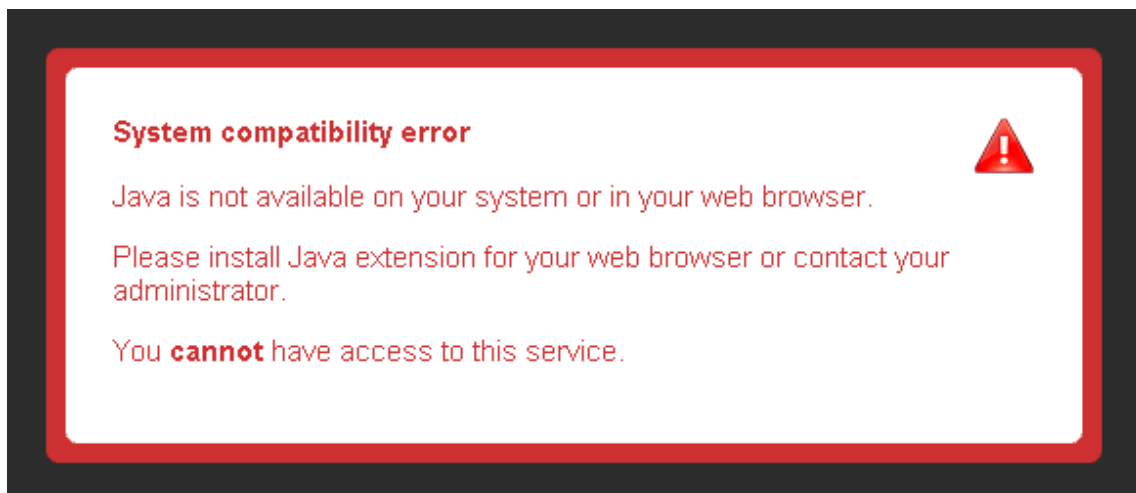 System compatibility error
Java is not available on your system or in your web browser.
Please install Java extension for your web browser or contact your
administrator.
You cannot have access to this service.